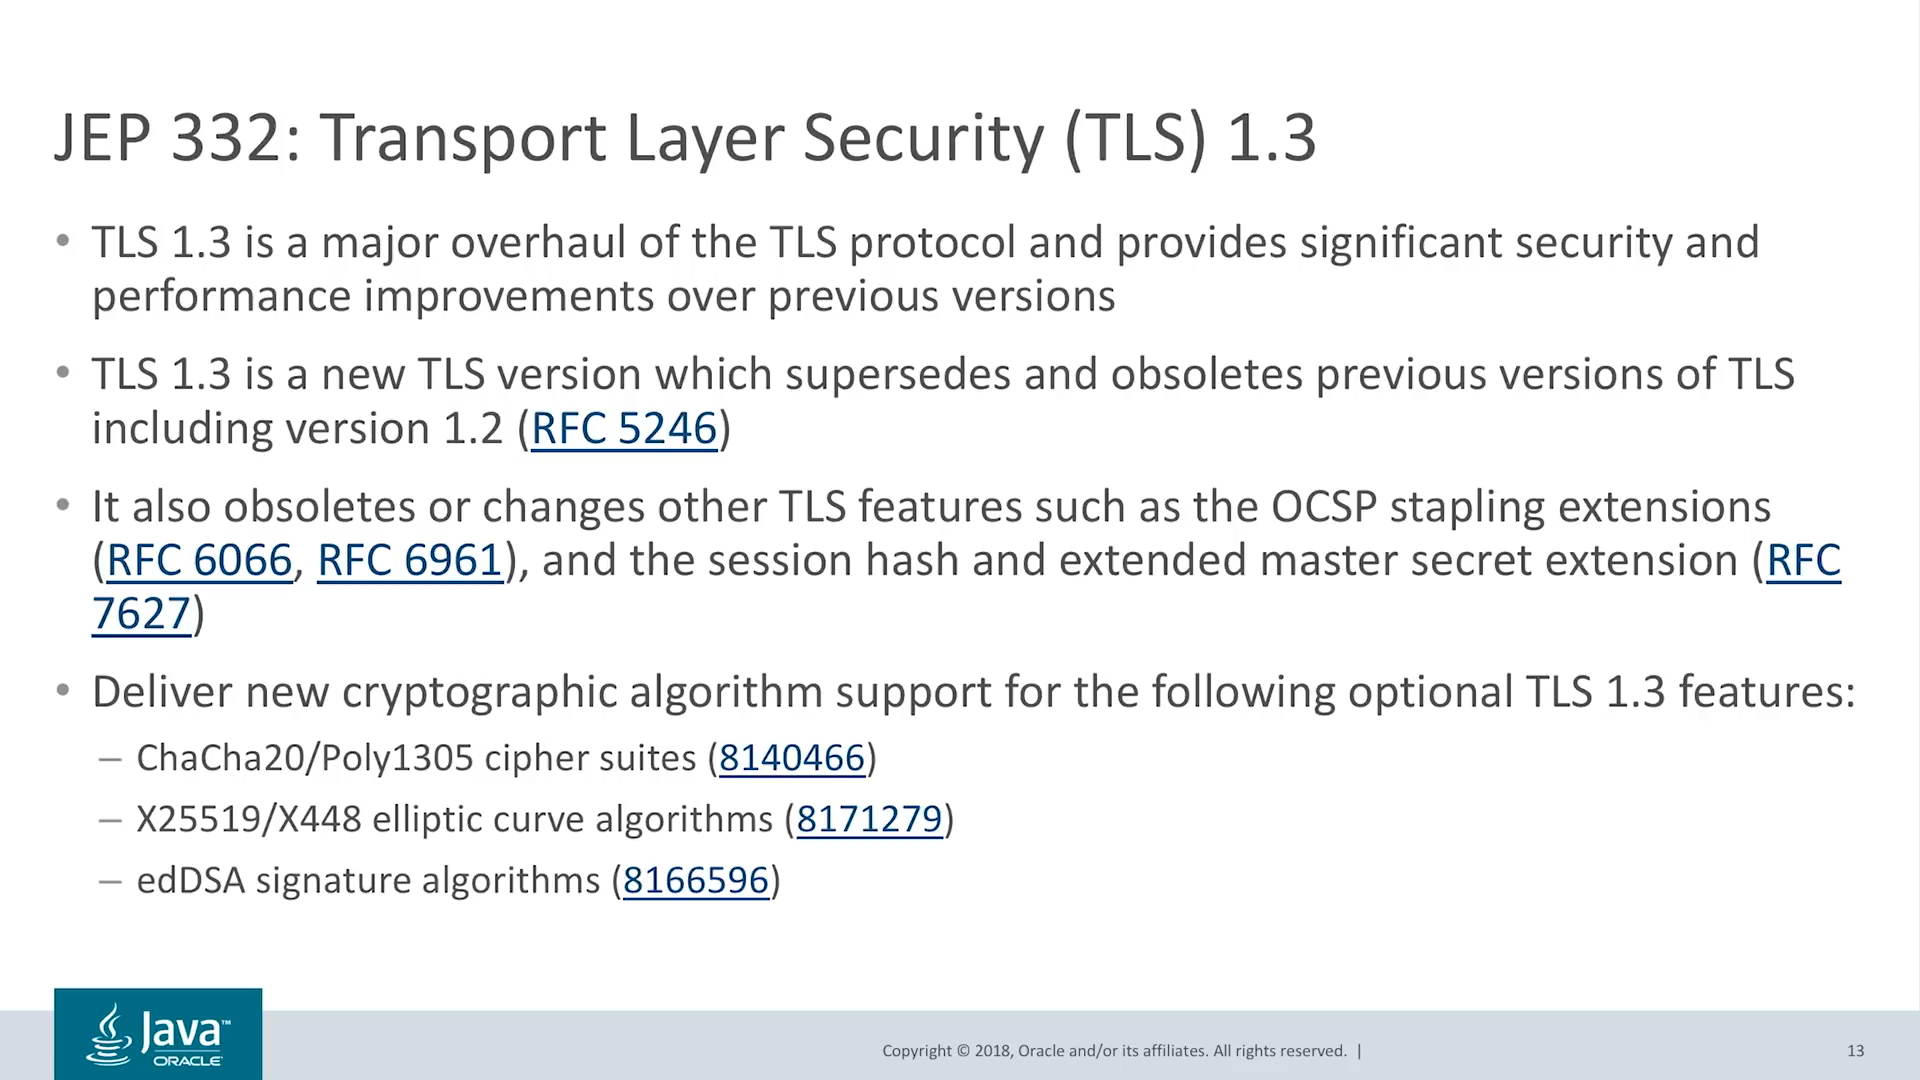 JEP 332: Transport Layer Security (TLS) 1.3
• TLS 1.3 is a major overhaul of the TLS protocol and provides significant security and
performance improvements over previous versions
• TLS 1.3 is a new TLS version which supersedes and obsoletes previous versions of TLS
including version 1.2 (RFC 5246)
• It also obsoletes or changes other TLS features such as the OCSP stapling extensions
(RFC 6066, RFC 6961), and the session hash and extended master secret extension (RFC
7627)
• Deliver new cryptographic algorithm support for the following optional TLS 1.3 features:
– ChaCha20/Poly1305 cipher suites (8140466)
– X25519/X448 elliptic curve algorithms (8171279)
– edDSA signature algorithms (8166596)
Java™
ORACLE
Copyright © 2018, Oracle and/or its affiliates. All rights reserved. |
13